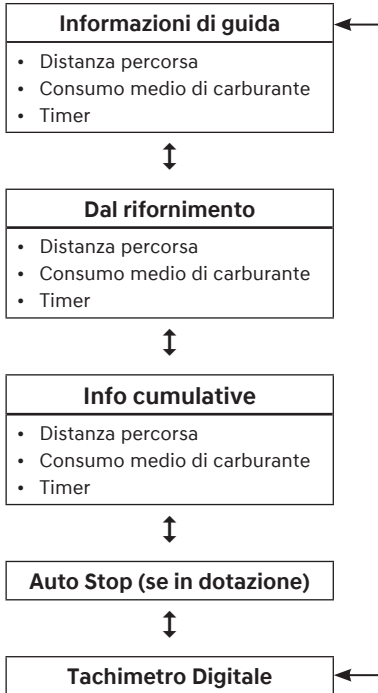 Informazioni di guida
• Distanza percorsa
• Consumo medio di carburante
• Timer
Dal rifornimento
• Distanza percorsa
• Consumo medio di carburante
• Timer
Info cumulative
• Distanza percorsa
• Consumo medio di carburante
• Timer
Auto Stop (se in dotazione)
Tachimetro Digitale